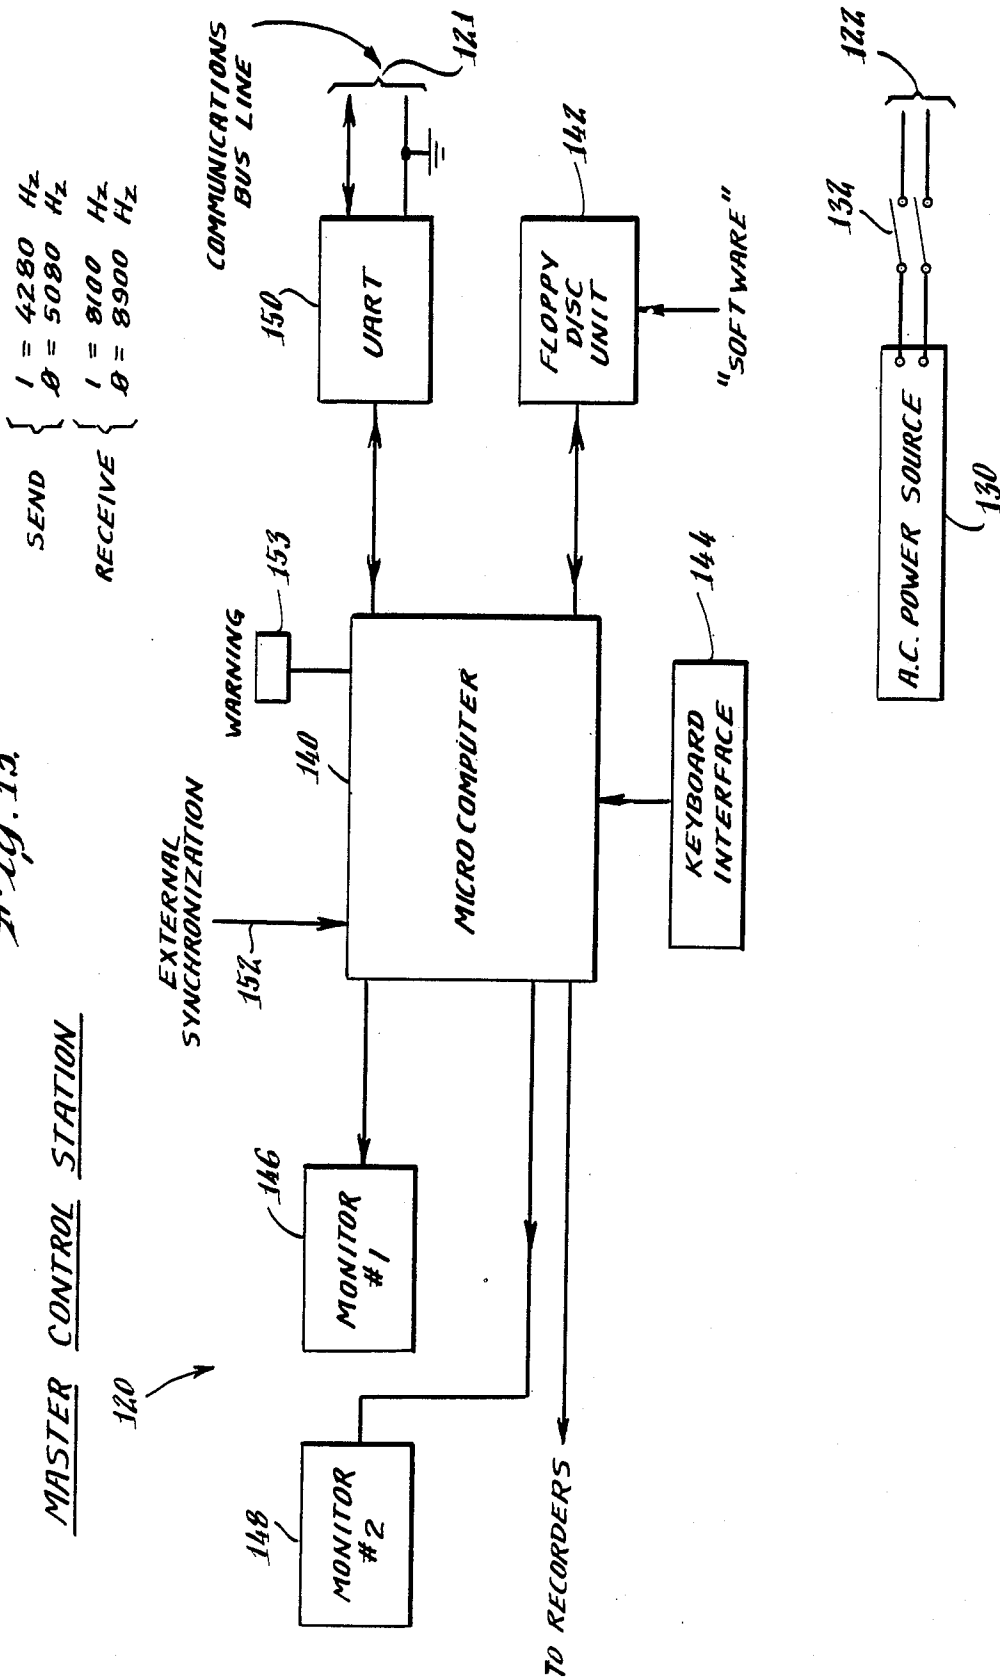 Fig. 15.
MASTER CONTROL STATION
120
SEND { 1 = 4280 Hz
0 = 5080 Hz
RECEIVE { 1 = 8100 Hz
0 = 8900 Hz
EXTERNAL
SYNCHRONIZATION
152
WARNING
153
140
COMMUNICATIONS
BUS LINE
121
150
UART
148
MONITOR
#2
146
MONITOR
#1
MICRO COMPUTER
142
FLOPPY
DISC
UNIT
"SOFTWARE"
TO RECORDERS
144
KEYBOARD
INTERFACE
A.C. POWER SOURCE
130
132
122